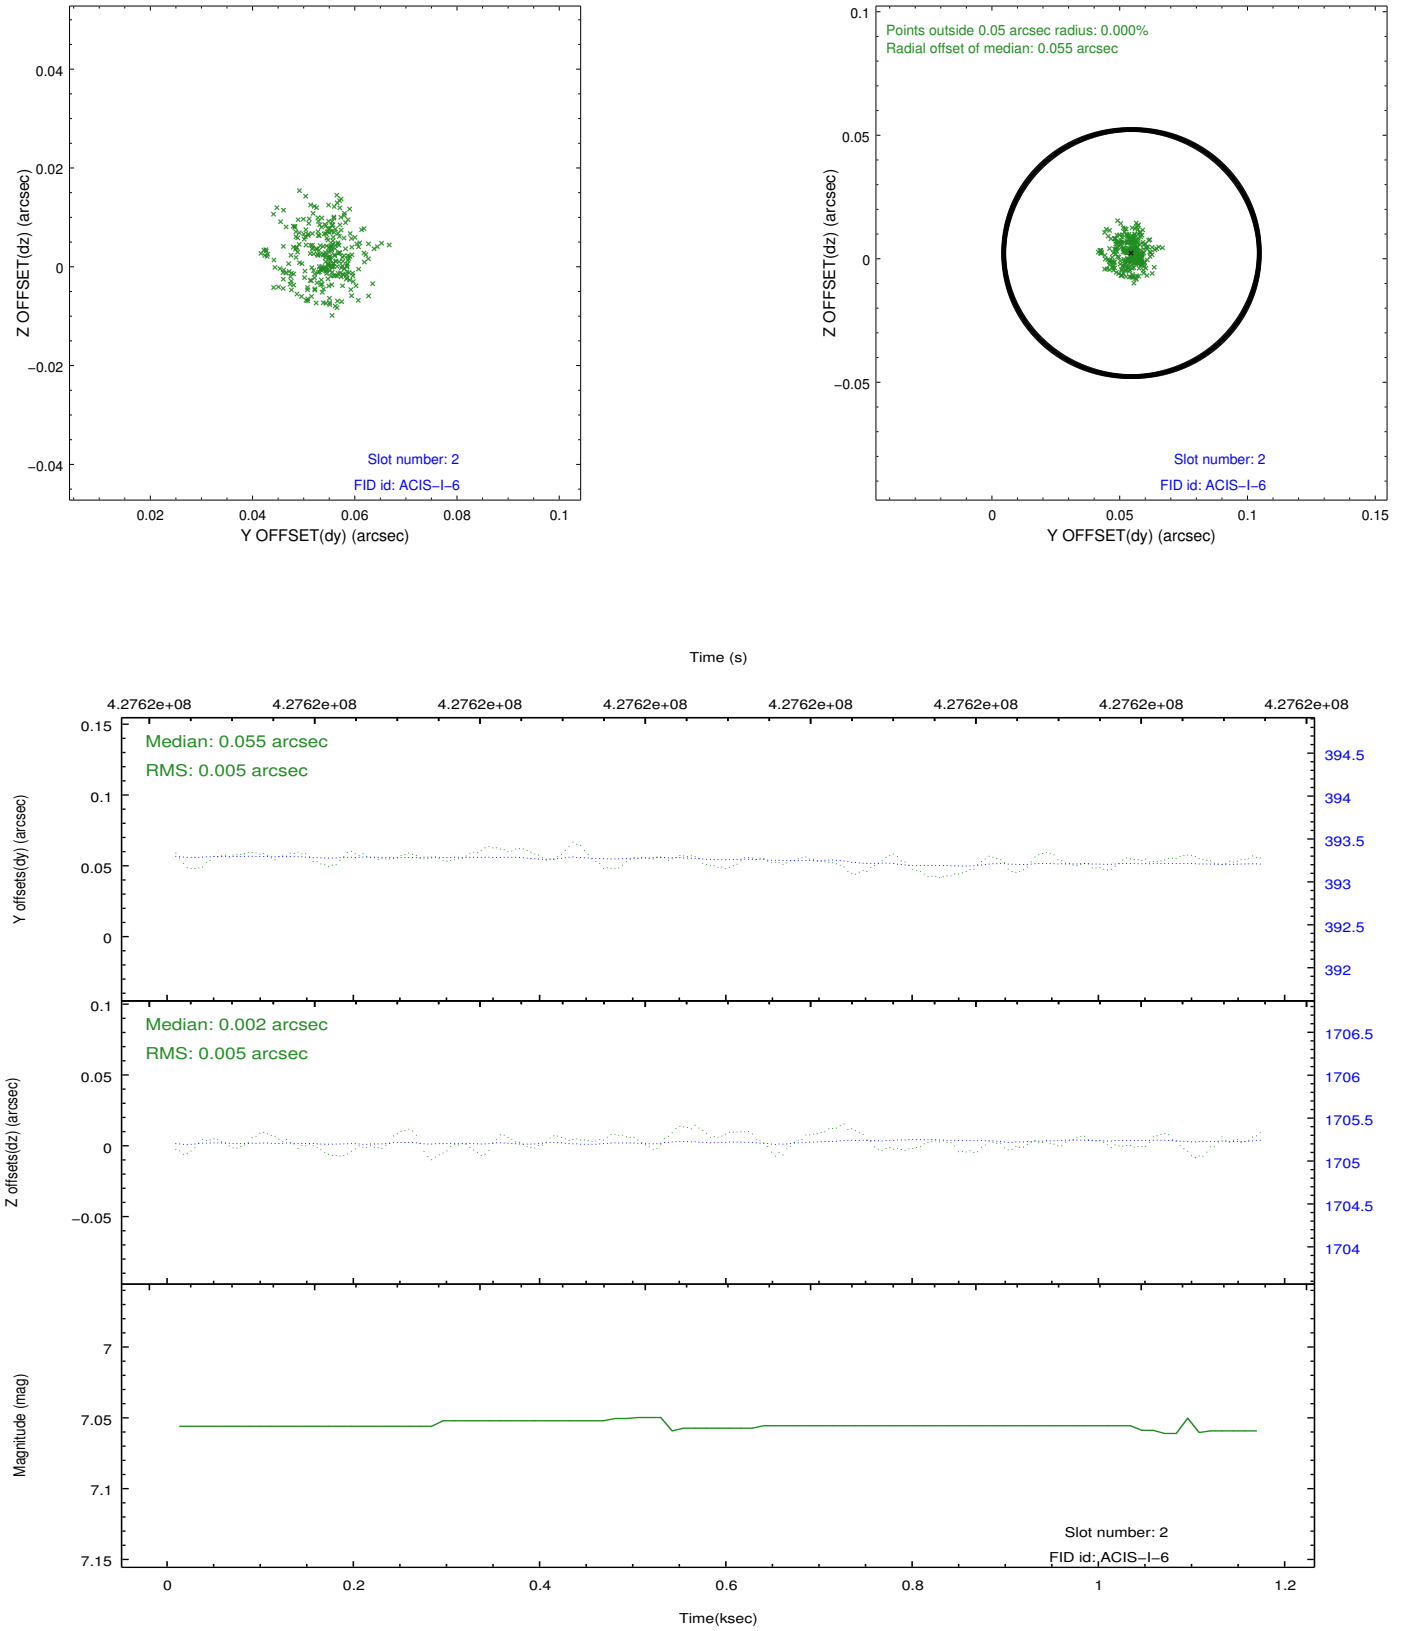 0.04
0.02
0
−0.02
−0.04
Z OFFSET(dz) (arcsec)
Slot number: 2
FID id: ACIS−I−6
0.02 0.04 0.06 0.08 0.1
Y OFFSET(dy) (arcsec)
Points outside 0.05 arcsec radius: 0.000%
Radial offset of median: 0.055 arcsec
0.1
0.05
0
−0.05
Z OFFSET(dz) (arcsec)
Slot number: 2
FID id: ACIS−I−6
0 0.05 0.1 0.15
Y OFFSET(dy) (arcsec)
Time (s)
4.2762e+08 4.2762e+08 4.2762e+08 4.2762e+08 4.2762e+08 4.2762e+08 4.2762e+08 4.2762e+08
Median: 0.055 arcsec
RMS: 0.005 arcsec
0.15
0.1
0.05
0
Y offsets(dy) (arcsec)
394.5
394
393.5
393
392.5
392
Median: 0.002 arcsec
RMS: 0.005 arcsec
0.1
0.05
0
−0.05
Z offsets(dz) (arcsec)
1706.5
1706
1705.5
1705
1704.5
1704
7
7.05
7.1
7.15
Magnitude (mag)
Slot number: 2
FID id: ACIS−I−6
0 0.2 0.4 0.6 0.8 1 1.2
Time(ksec)